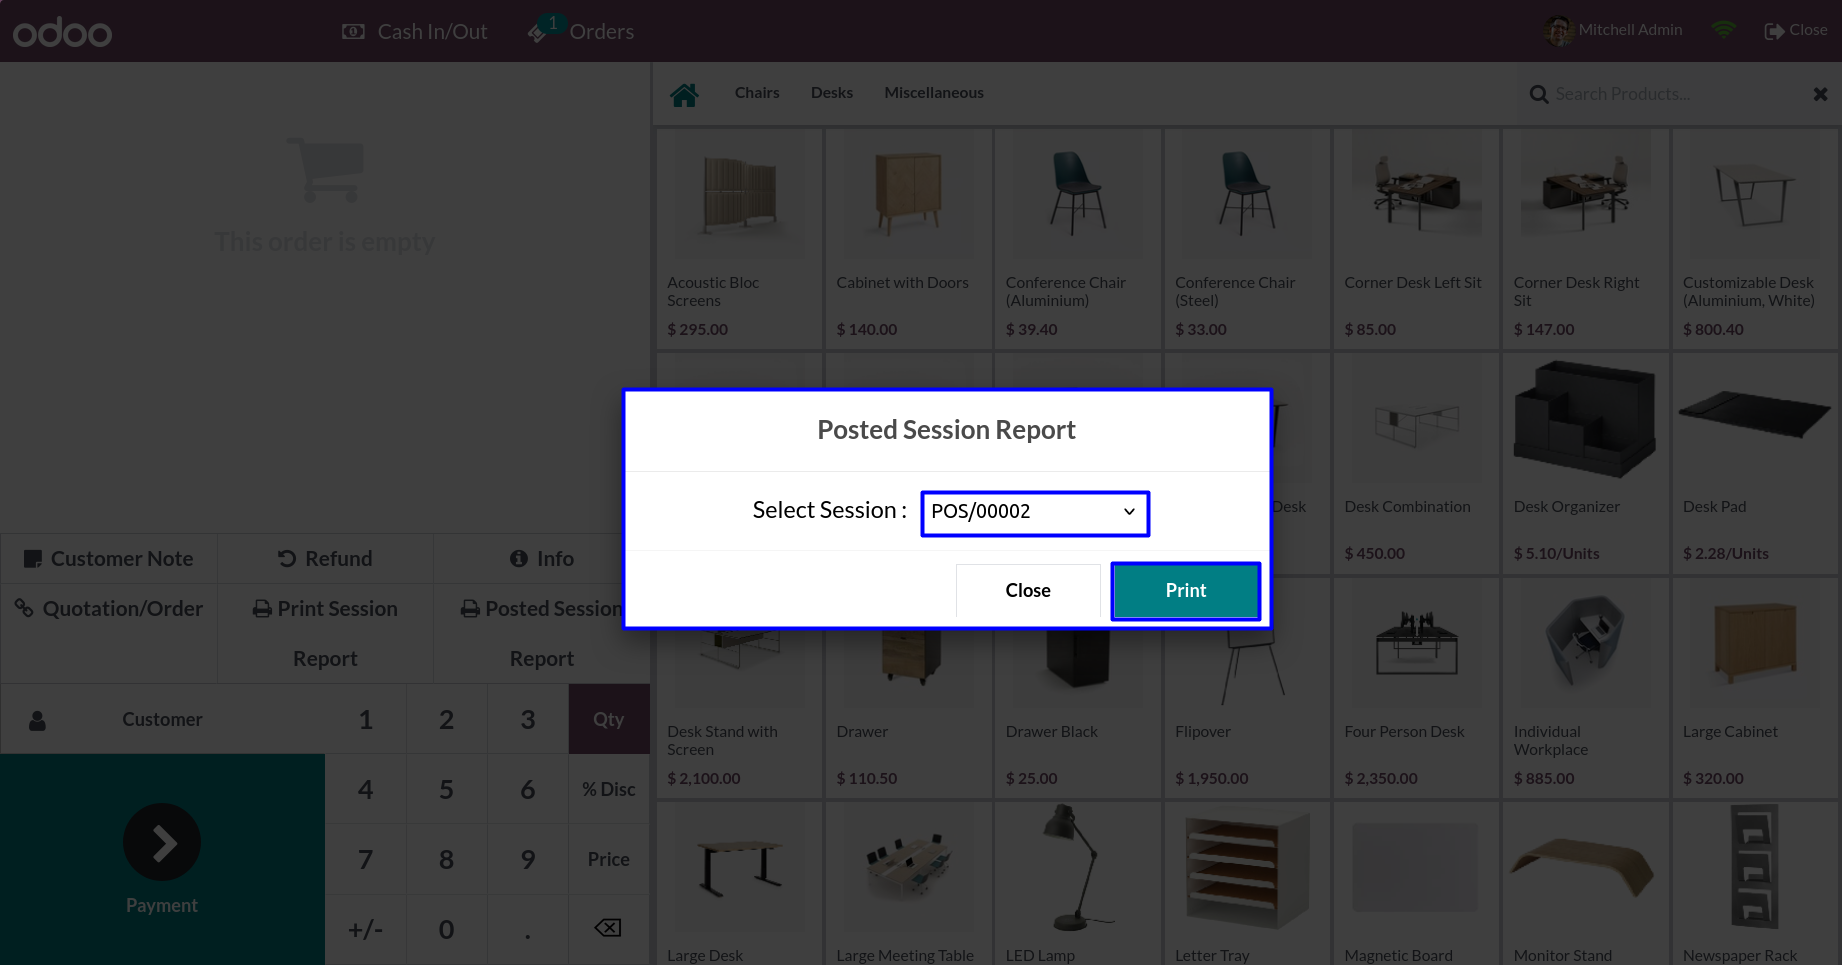 odoo
Cash In/Out
1
Orders
Mitchell Admin
Close
Chairs
Desks
Miscellaneous
Search Products...
This order is empty
Acoustic Bloc
Screens
$ 295.00
Cabinet with Doors
$ 140.00
Conference Chair
(Aluminium)
$ 39.40
Conference Chair
(Steel)
$ 33.00
Corner Desk Left Sit
$ 85.00
Corner Desk Right
Sit
$ 147.00
Customizable Desk
(Aluminium, White)
$ 800.40
Posted Session Report
Select Session :
POS/00002
Close
Print
Desk
Desk Combination
$ 450.00
Desk Organizer
$ 5.10/Units
Desk Pad
$ 2.28/Units
Customer Note
Refund
Info
Quotation/Order
Print Session
Report
Posted Session
Report
Customer
1
2
3
Qty
4
5
6
% Disc
7
8
9
Price
+/-
0
.
Payment
Desk Stand with
Screen
$ 2,100.00
Drawer
$ 110.50
Drawer Black
$ 25.00
Flipover
$ 1,950.00
Four Person Desk
$ 2,350.00
Individual
Workplace
$ 885.00
Large Cabinet
$ 320.00
Large Desk
Large Meeting Table
LED Lamp
Letter Tray
Magnetic Board
Monitor Stand
Newspaper Rack